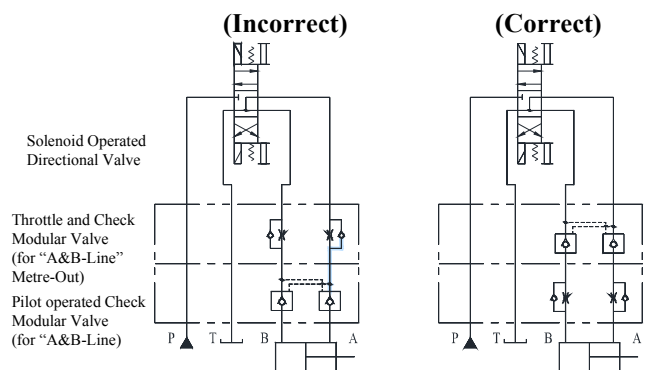 (Incorrect)
(Correct)
Solenoid Operated
Directional Valve
Throttle and Check
Modular Valve
(for “A&B-Line”
Metre-Out)
Pilot operated Check
Modular Valve
(for “A&B-Line)
P T B A
P T B A